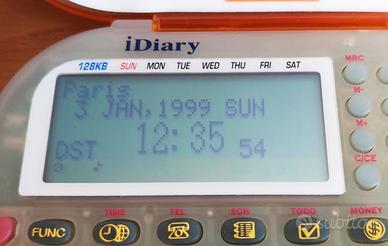 iDiary
128KB SUN MON TUE WED THU FRI SAT
Paris
3 JAN, 1999 SUN
12:35 54
DST
MRC
M-
M+
C/CE
TIME TEL SCH TODO MONEY
FUNC
subito